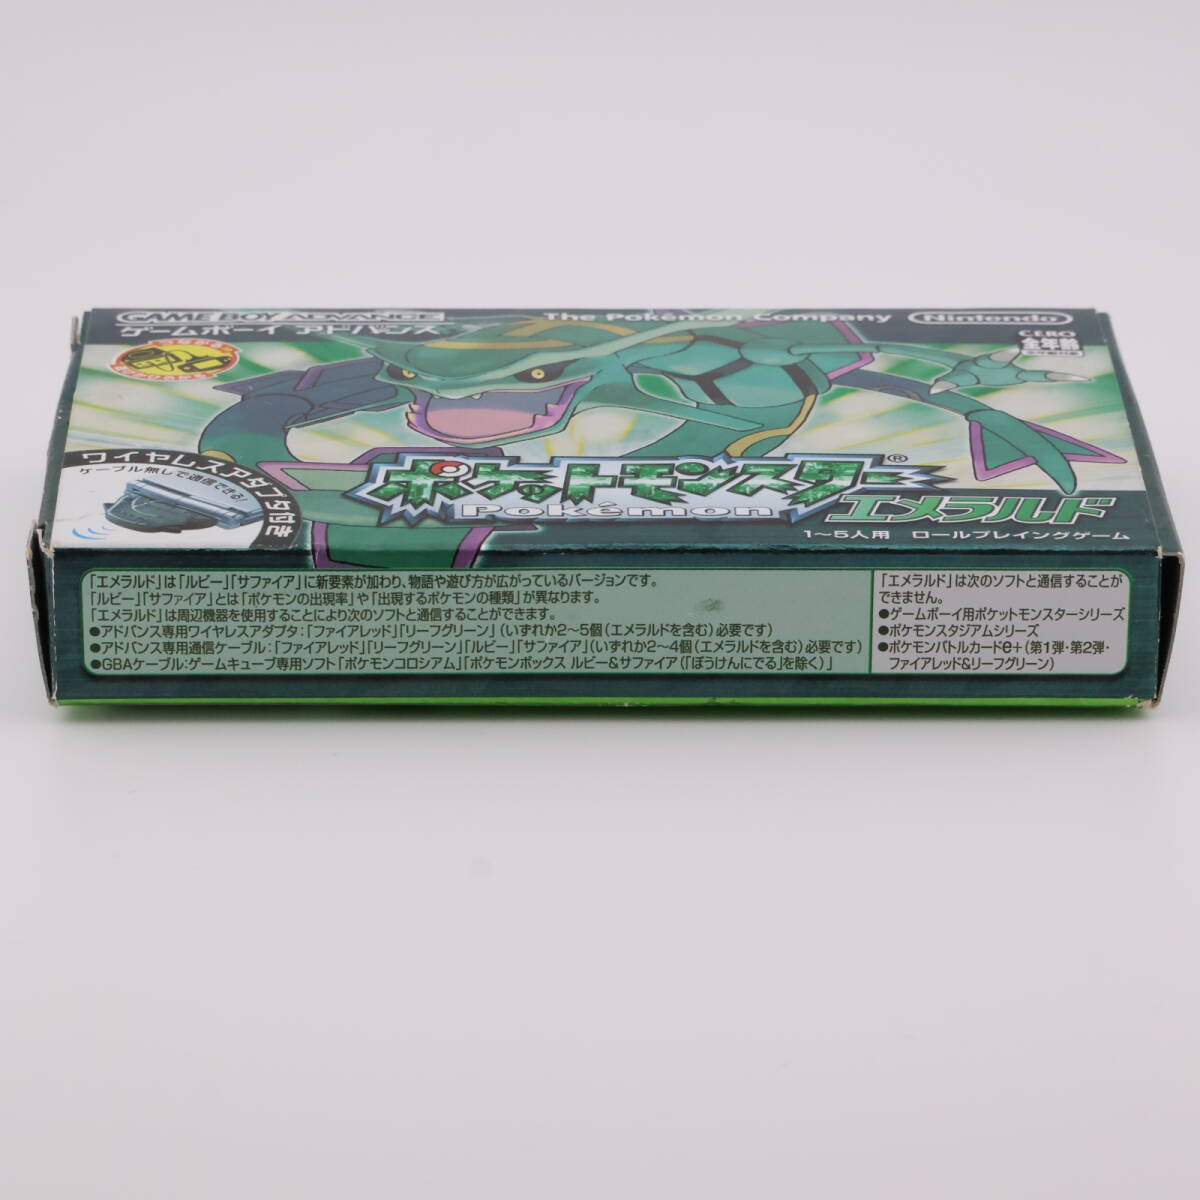 GAME BOY ADVANCE
ゲームボーイ アドバンス
The Pokémon Company
Nintendo
CERO
全年齢
ワイヤレスアダプタ付き
ケーブル無しで通信できる!
ポケットモンスター®
Pokémon
エメラルド
1〜5人用 ロールプレイングゲーム
「エメラルド」は「ルビー」「サファイア」に新要素が加わり、物語や遊び方が広がっているバージョンです。
「ルビー」「サファイア」とは「ポケモンの出現率」や「出現するポケモンの種類」が異なります。
「エメラルド」は周辺機器を使用することにより次のソフトと通信することができます。
●アドバンス専用ワイヤレスアダプタ:「ファイアレッド」「リーフグリーン」(いずれか2〜5個(エメラルドを含む)必要です)
●アドバンス専用通信ケーブル:「ファイアレッド」「リーフグリーン」「ルビー」「サファイア」(いずれか2〜4個(エメラルドを含む)必要です)
●GBAケーブル:ゲームキューブ専用ソフト「ポケモンコロシアム」「ポケモンボックス ルビー&サファイア(「ぼうけんにでる」を除く)」
「エメラルド」は次のソフトと通信することが
できません。
●ゲームボーイ用ポケットモンスターシリーズ
●ポケモンスタジアムシリーズ
●ポケモンバトルカードe+(第1弾・第2弾・
ファイアレッド&リーフグリーン)